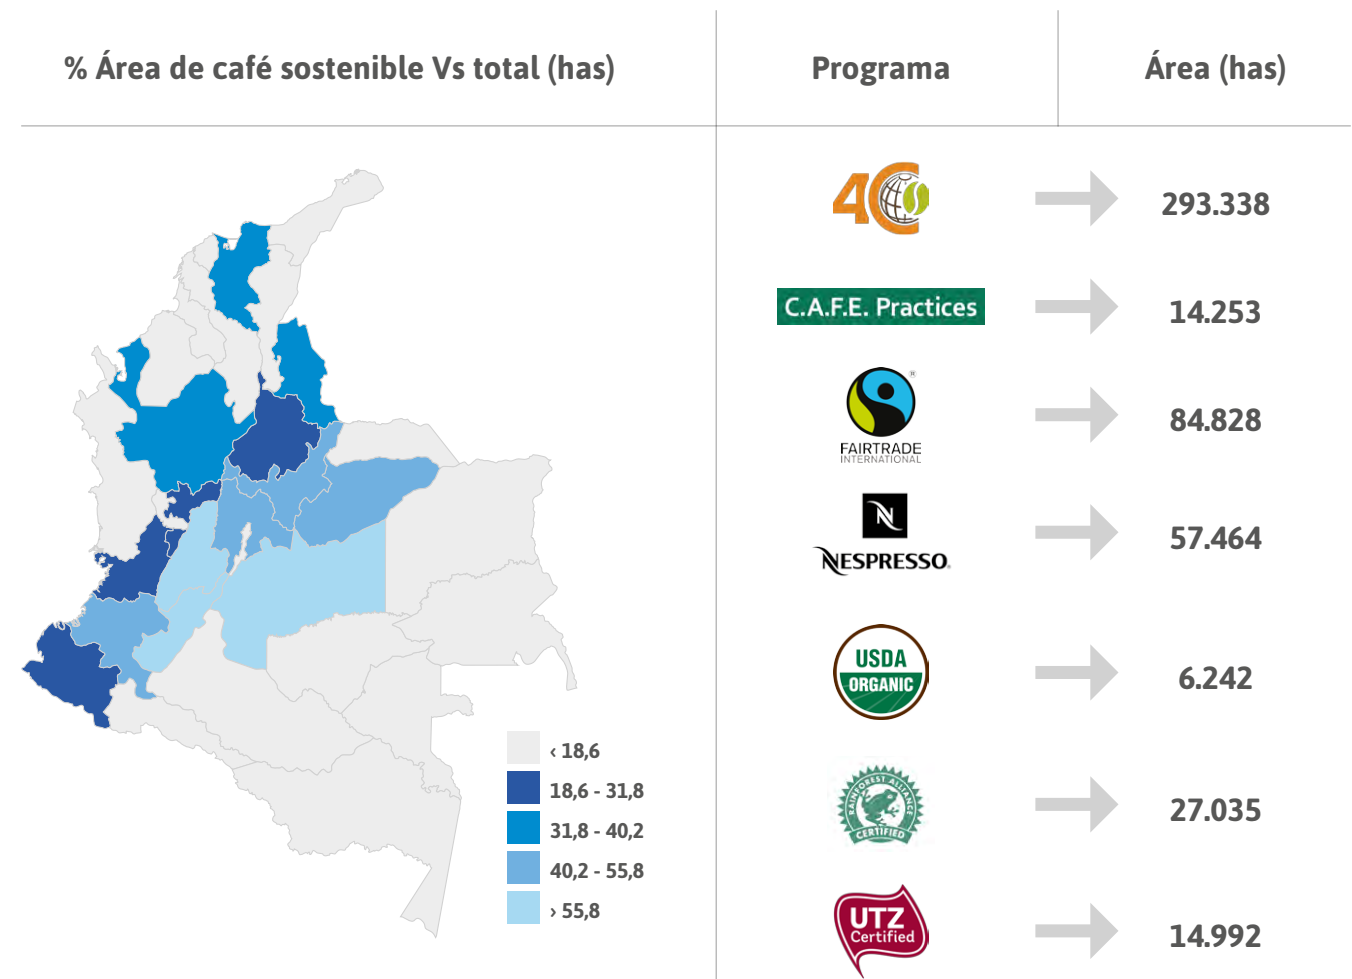 % Área de café sostenible Vs total (has)
Programa
Área (has)
4C
293.338
C.A.F.E. Practices
14.253
®
FAIRTRADE
INTERNATIONAL
84.828
N
NESPRESSO.
57.464
USDA
ORGANIC
6.242
RAINFOREST ALLIANCE
CERTIFIED
27.035
UTZ
Certified
14.992
‹ 18,6
18,6 - 31,8
31,8 - 40,2
40,2 - 55,8
› 55,8